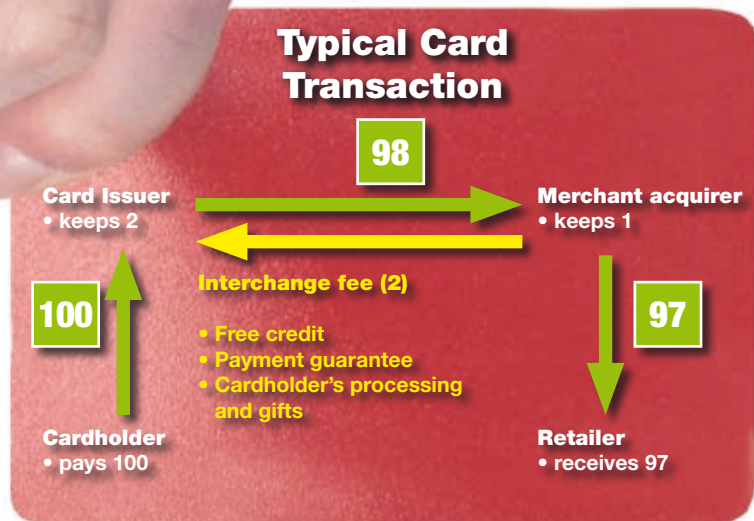 Typical Card
Transaction
98
Card Issuer
• keeps 2
Merchant acquirer
• keeps 1
Interchange fee (2)
100
97
• Free credit
• Payment guarantee
• Cardholder's processing
and gifts
Cardholder
• pays 100
Retailer
• receives 97